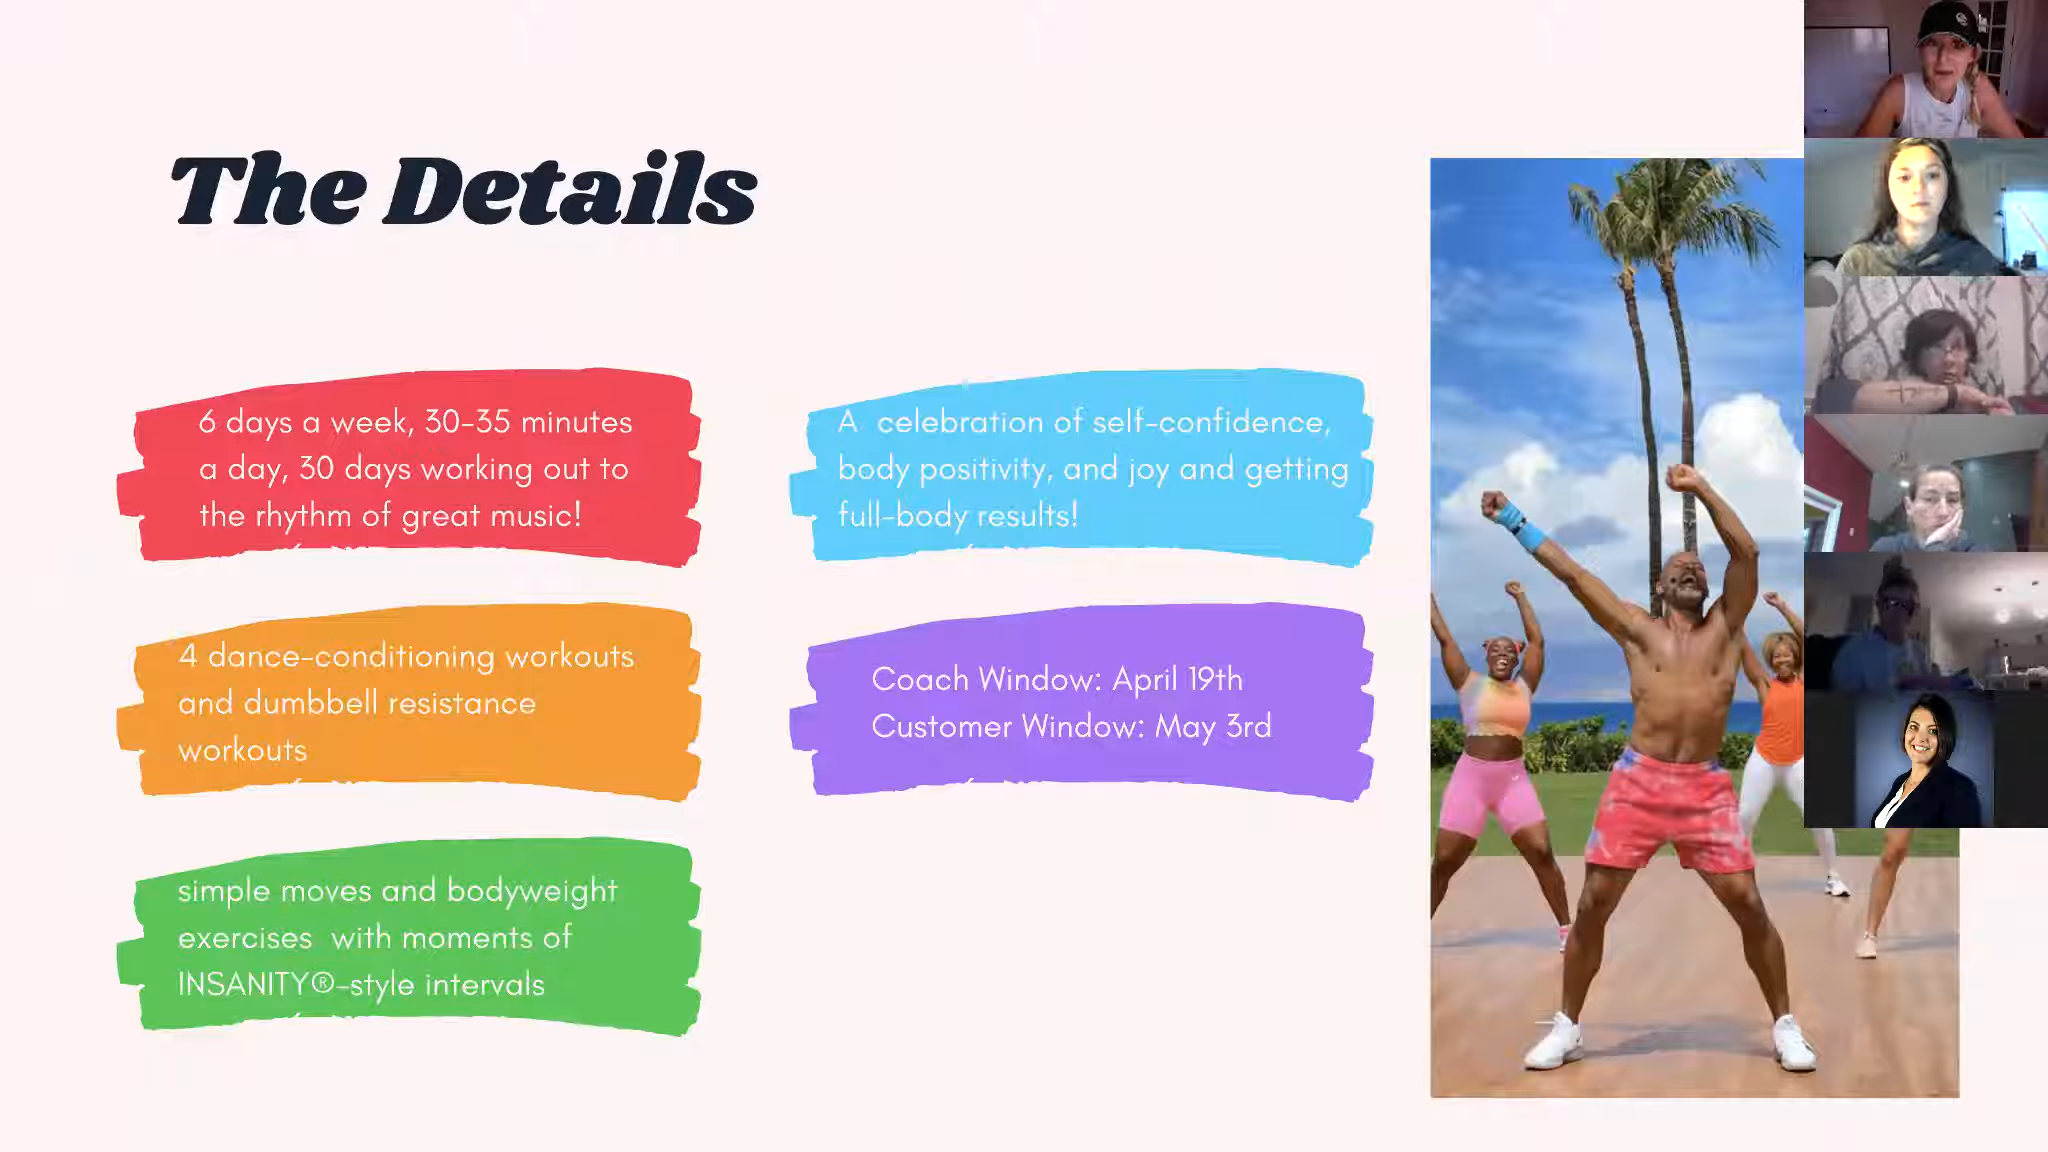 The Details
6 days a week, 30-35 minutes
a day, 30 days working out to
the rhythm of great music!
4 dance-conditioning workouts
and dumbbell resistance
workouts
simple moves and bodyweight
exercises with moments of
INSANITY®-style intervals
A celebration of self-confidence,
body positivity, and joy and getting
full-body results!
Coach Window: April 19th
Customer Window: May 3rd